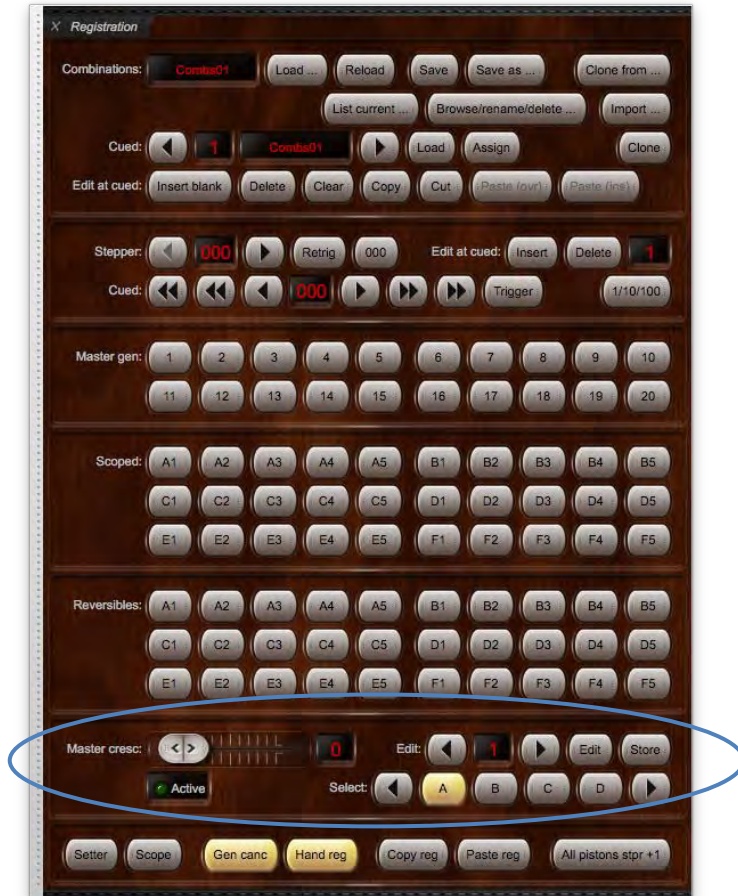 X Registration
Combinations: Combs01 Load ... Reload Save Save as ... Clone from ...
List current ... Browse/rename/delete ... Import ...
Cued: 1 Combs01 Load Assign Clone
Edit at cued: Insert blank Delete Clear Copy Cut Paste (ovr) Paste (ins)
Stepper: 000 Retrig 000 Edit at cued: Insert Delete 1
Cued: 000 Trigger 1/10/100
Master gen: 1 2 3 4 5 6 7 8 9 10
11 12 13 14 15 16 17 18 19 20
Scoped: A1 A2 A3 A4 A5 B1 B2 B3 B4 B5
C1 C2 C3 C4 C5 D1 D2 D3 D4 D5
E1 E2 E3 E4 E5 F1 F2 F3 F4 F5
Reversibles: A1 A2 A3 A4 A5 B1 B2 B3 B4 B5
C1 C2 C3 C4 C5 D1 D2 D3 D4 D5
E1 E2 E3 E4 E5 F1 F2 F3 F4 F5
Master cresc: < > 0 Edit: 1 Edit Store
Active Select: A B C D
Setter Scope Gen canc Hand reg Copy reg Paste reg All pistons stpr +1